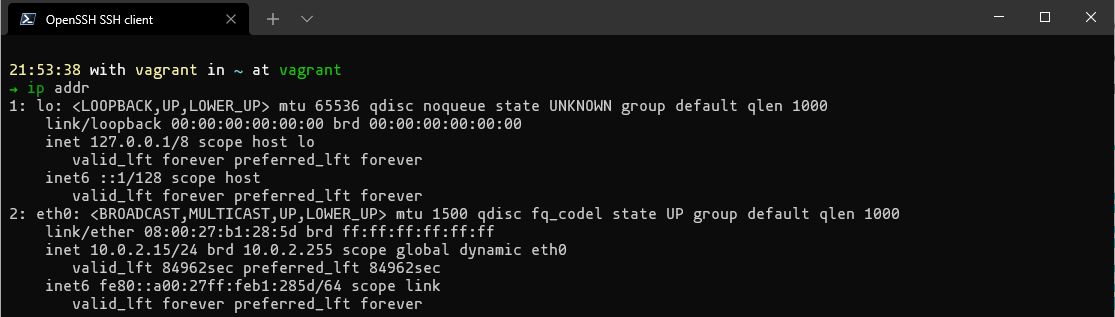 OpenSSH SSH client
21:53:38 with vagrant in ~ at vagrant
→ ip addr
1: lo: <LOOPBACK,UP,LOWER_UP> mtu 65536 qdisc noqueue state UNKNOWN group default qlen 1000
    link/loopback 00:00:00:00:00:00 brd 00:00:00:00:00:00
    inet 127.0.0.1/8 scope host lo
       valid_lft forever preferred_lft forever
    inet6 ::1/128 scope host
       valid_lft forever preferred_lft forever
2: eth0: <BROADCAST,MULTICAST,UP,LOWER_UP> mtu 1500 qdisc fq_codel state UP group default qlen 1000
    link/ether 08:00:27:b1:28:5d brd ff:ff:ff:ff:ff:ff
    inet 10.0.2.15/24 brd 10.0.2.255 scope global dynamic eth0
       valid_lft 84962sec preferred_lft 84962sec
    inet6 fe80::a00:27ff:feb1:285d/64 scope link
       valid_lft forever preferred_lft forever